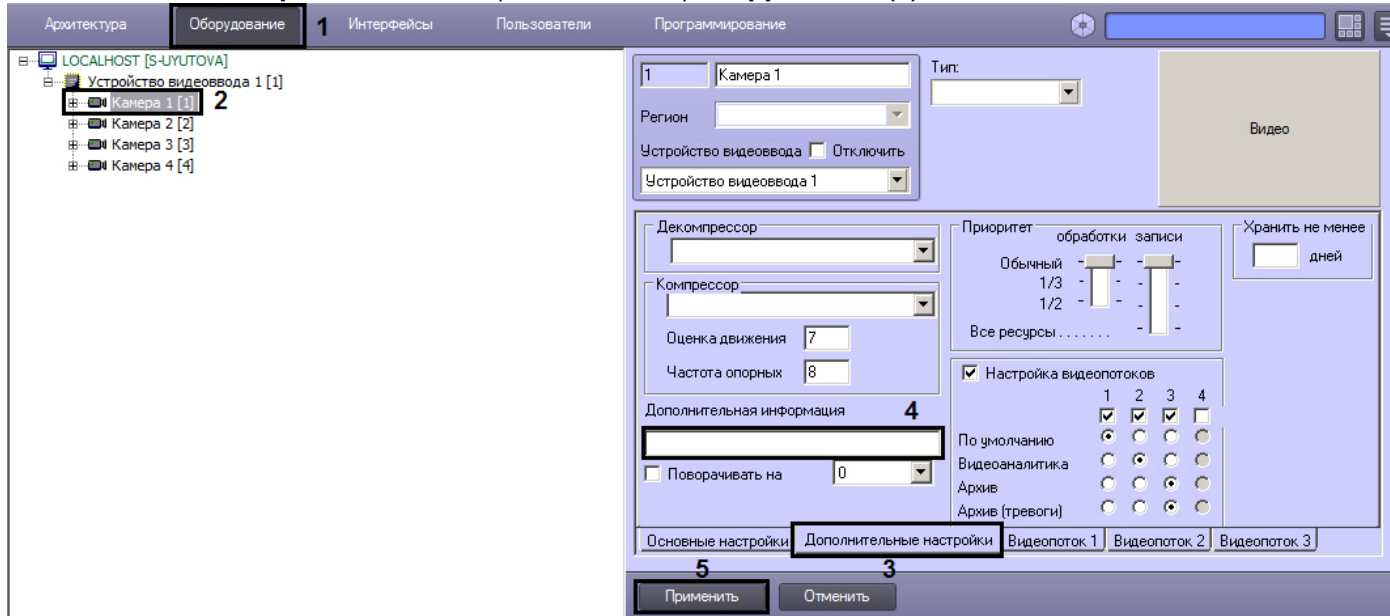 Архитектура Оборудование 1 Интерфейсы Пользователи Программирование
LOCALHOST [S-UYUTOVA]
Устройство видеоввода 1 [1]
Камера 1 [1] 2
Камера 2 [2]
Камера 3 [3]
Камера 4 [4]
1 Камера 1
Регион
Устройство видеоввода Отключить
Устройство видеоввода 1
Тип:
Видео
Декомпрессор
Компрессор
Оценка движения 7
Частота опорных 8
Дополнительная информация 4
Поворачивать на 0
Приоритет
обработки записи
Обычный
1/3
1/2
Все ресурсы.......
Хранить не менее
дней
Настройка видеопотоков
1 2 3 4
По умолчанию
Видеоаналитика
Архив
Архив (тревоги)
Основные настройки Дополнительные настройки Видеопоток 1 Видеопоток 2 Видеопоток 3
5 3
Применить Отменить